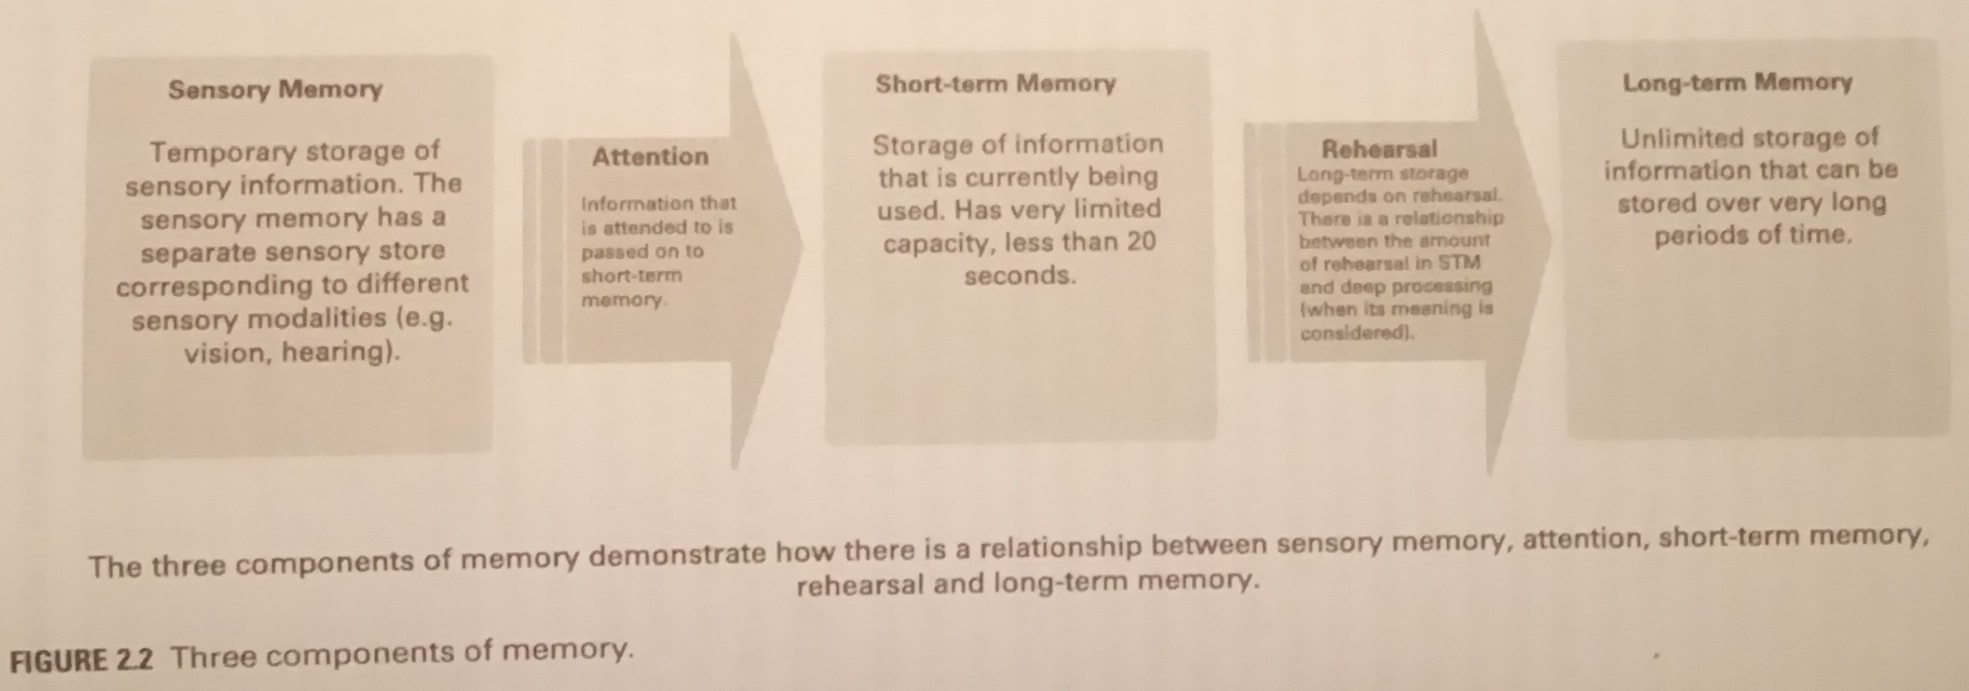 Sensory Memory
Temporary storage of
sensory information. The
sensory memory has a
separate sensory store
corresponding to different
sensory modalities (e.g.
vision, hearing).
Attention
Information that
is attended to is
passed on to
short-term
memory.
Short-term Memory
Storage of information
that is currently being
used. Has very limited
capacity, less than 20
seconds.
Rehearsal
Long-term storage
depends on rehearsal.
There is a relationship
between the amount
of rehearsal in STM
and deep processing
(when its meaning is
considered).
Long-term Memory
Unlimited storage of
information that can be
stored over very long
periods of time.
The three components of memory demonstrate how there is a relationship between sensory memory, attention, short-term memory,
rehearsal and long-term memory.
FIGURE 2.2 Three components of memory.